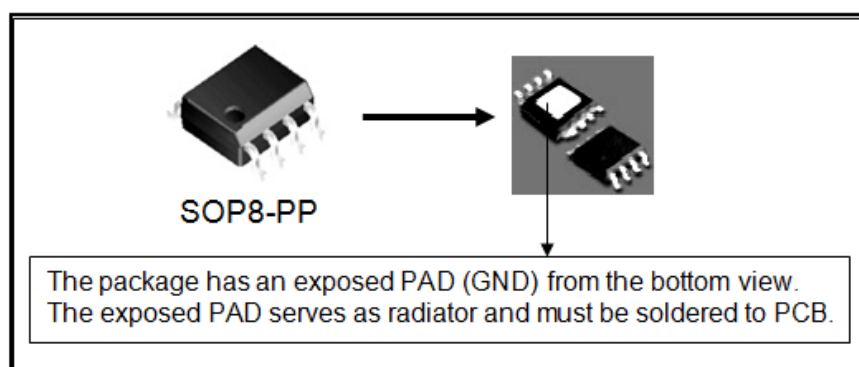 SOP8-PP
The package has an exposed PAD (GND) from the bottom view.
The exposed PAD serves as radiator and must be soldered to PCB.